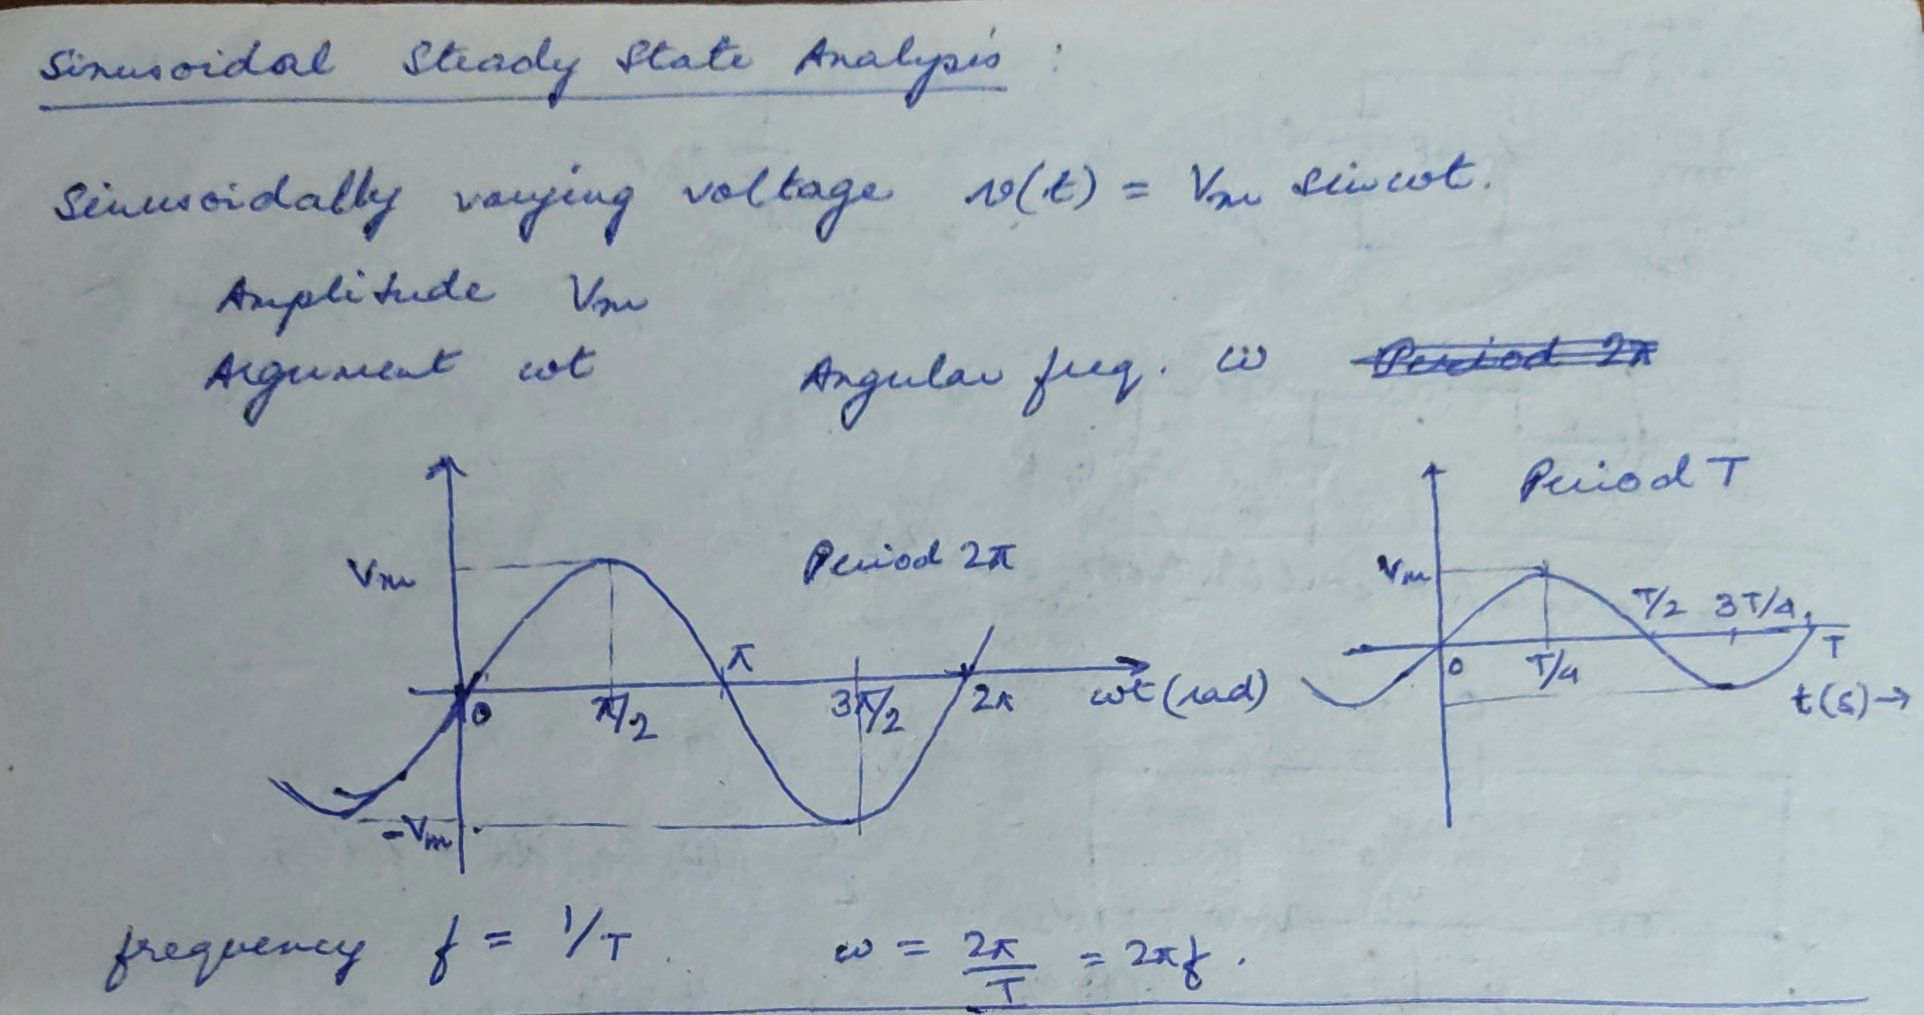 Sinusoidal Steady State Analysis :
Sinusoidally varying voltage v(t) = Vm sin ωt.
Amplitude Vm
Argument ωt Angular freq. ω Period 2π
Period T
Period 2π
Vm
Vm
T/2 3T/4
π
0 T/4 T
0 π/2 3π/2 2π ωt (rad)
t(s) →
-Vm
frequency f = 1/T. ω = 2π/T = 2πf.